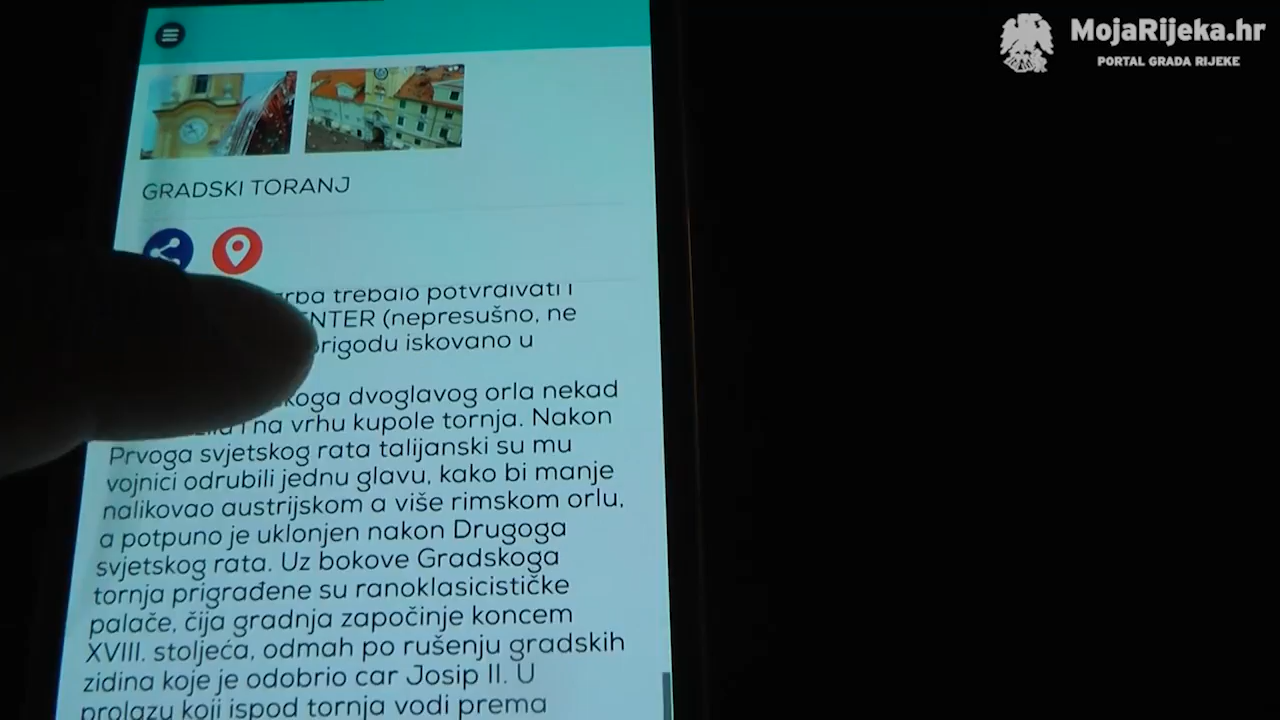 MojaRijeka.hr
PORTAL GRADA RIJEKE
GRADSKI TORANJ
trebalo potvrđivati i
(nepresušno, ne
iskovano u
dvoglavog orla nekad
i na vrhu kupole tornja. Nakon
Prvoga svjetskog rata talijanski su mu
vojnici odrubili jednu glavu, kako bi manje
nalikovao austrijskom a više rimskom orlu,
a potpuno je uklonjen nakon Drugoga
svjetskog rata. Uz bokove Gradskoga
tornja prigrađene su ranoklasicističke
palače, čija gradnja započinje koncem
XVIII. stoljeća, odmah po rušenju gradskih
zidina koje je odobrio car Josip II. U
prolazu koji ispod tornja vodi prema